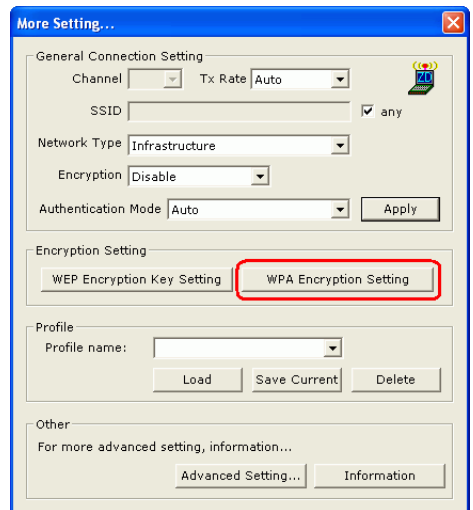 More Setting...
General Connection Setting
Channel Tx Rate Auto
ZD
SSID any
Network Type Infrastructure
Encryption Disable
Authentication Mode Auto Apply
Encryption Setting
WEP Encryption Key Setting WPA Encryption Setting
Profile
Profile name:
Load Save Current Delete
Other
For more advanced setting, information...
Advanced Setting... Information